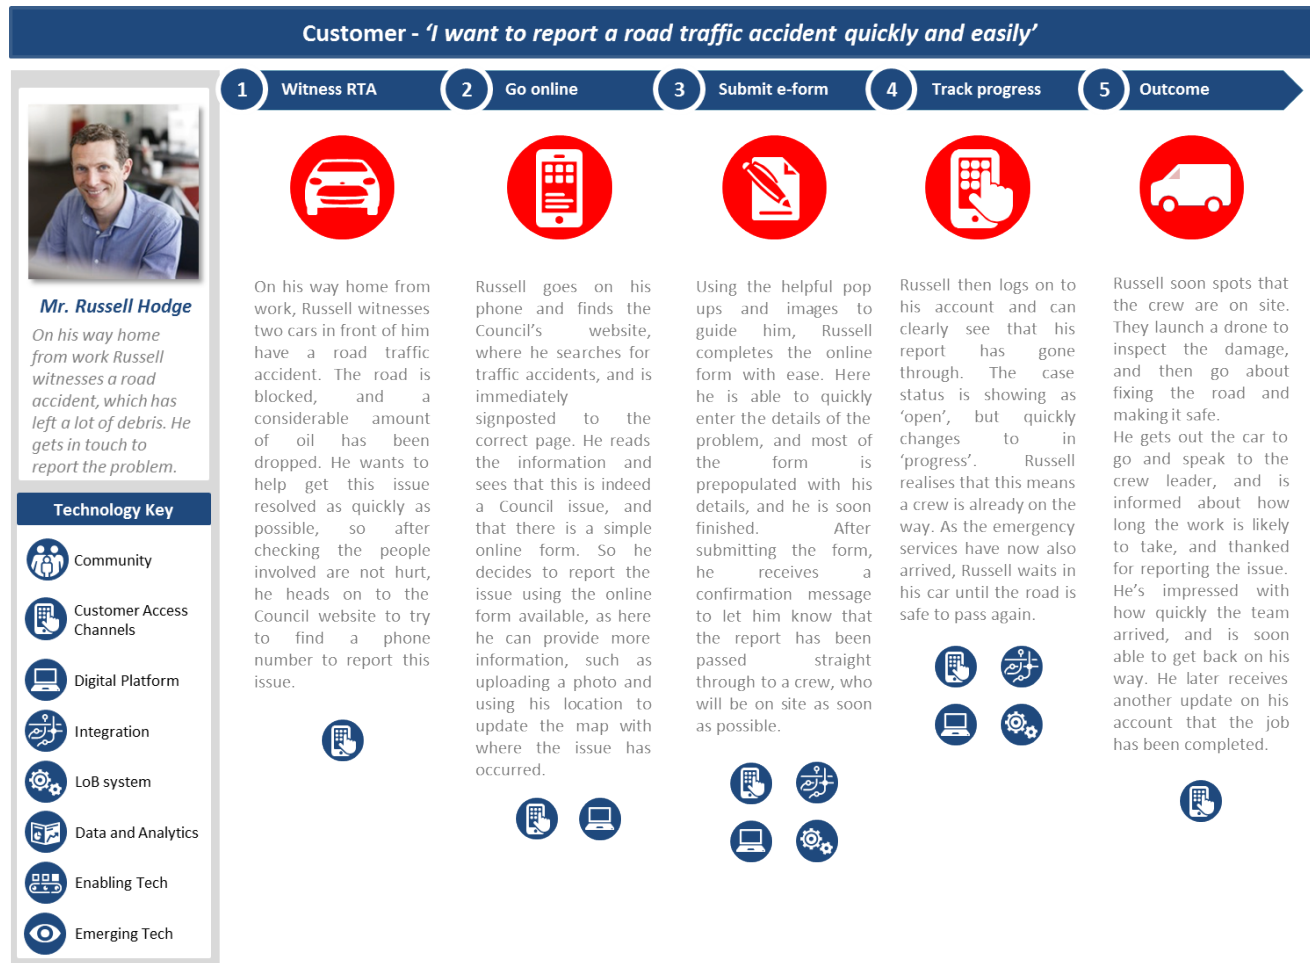 Customer - ‘I want to report a road traffic accident quickly and easily’
1 Witness RTA
2 Go online
3 Submit e-form
4 Track progress
5 Outcome
Mr. Russell Hodge
On his way home
from work Russell
witnesses a road
accident, which has
left a lot of debris. He
gets in touch to
report the problem.
Technology Key
Community
Customer Access
Channels
Digital Platform
Integration
LoB system
Data and Analytics
Enabling Tech
Emerging Tech
On his way home from
work, Russell witnesses
two cars in front of him
have a road traffic
accident. The road is
blocked, and a
considerable amount
of oil has been
dropped. He wants to
help get this issue
resolved as quickly as
possible, so after
checking the people
involved are not hurt,
he heads on to the
Council website to try
to find a phone
number to report this
issue.
Russell goes on his
phone and finds the
Council’s website,
where he searches for
traffic accidents, and is
immediately
signposted to the
correct page. He reads
the information and
sees that this is indeed
a Council issue, and
that there is a simple
online form. So he
decides to report the
issue using the online
form available, as here
he can provide more
information, such as
uploading a photo and
using his location to
update the map with
where the issue has
occurred.
Using the helpful pop
ups and images to
guide him, Russell
completes the online
form with ease. Here
he is able to quickly
enter the details of the
problem, and most of
the form is
prepopulated with his
details, and he is soon
finished. After
submitting the form,
he receives a
confirmation message
to let him know that
the report has been
passed straight
through to a crew, who
will be on site as soon
as possible.
Russell then logs on to
his account and can
clearly see that his
report has gone
through. The case
status is showing as
‘open’, but quickly
changes to in
‘progress’. Russell
realises that this means
a crew is already on the
way. As the emergency
services have now also
arrived, Russell waits in
his car until the road is
safe to pass again.
Russell soon spots that
the crew are on site.
They launch a drone to
inspect the damage,
and then go about
fixing the road and
making it safe.
He gets out the car to
go and speak to the
crew leader, and is
informed about how
long the work is likely
to take, and thanked
for reporting the issue.
He’s impressed with
how quickly the team
arrived, and is soon
able to get back on his
way. He later receives
another update on his
account that the job
has been completed.